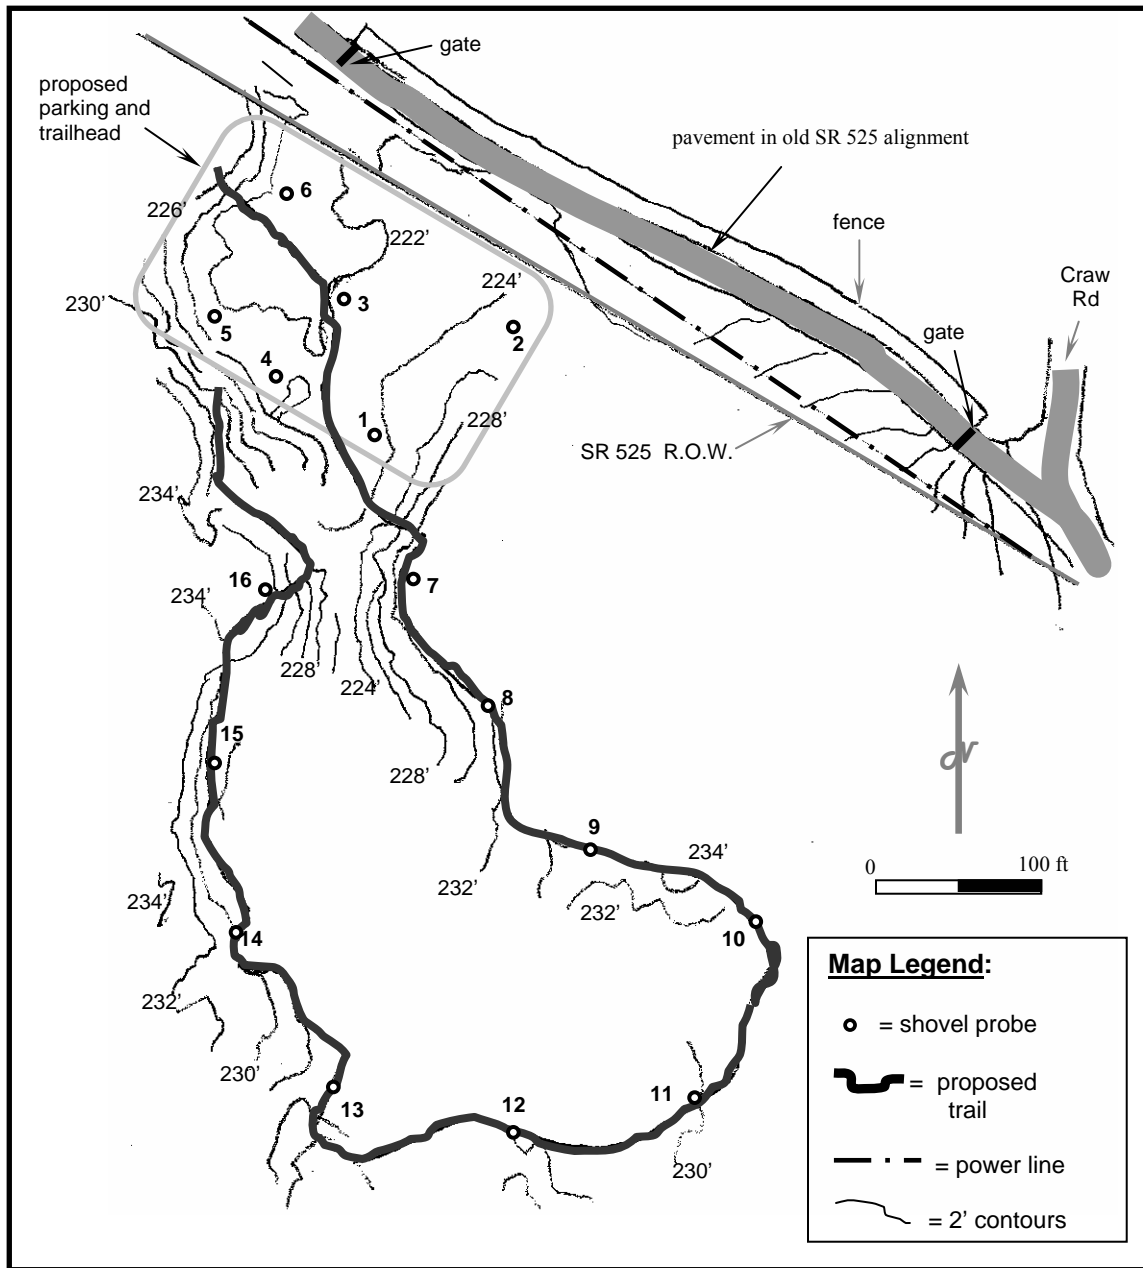 gate
proposed
parking and
trailhead
pavement in old SR 525 alignment
6
226'
222'
fence
Craw
Rd
230'
224'
3
5
2
gate
4
1
228'
SR 525 R.O.W.
234'
16
7
234'
228'
224'
8
15
228'
N
9
0
100 ft
234'
232'
234'
232'
10
14
Map Legend:
232'
= shovel probe
230'
= proposed
trail
11
13
12
230'
= power line
= 2' contours